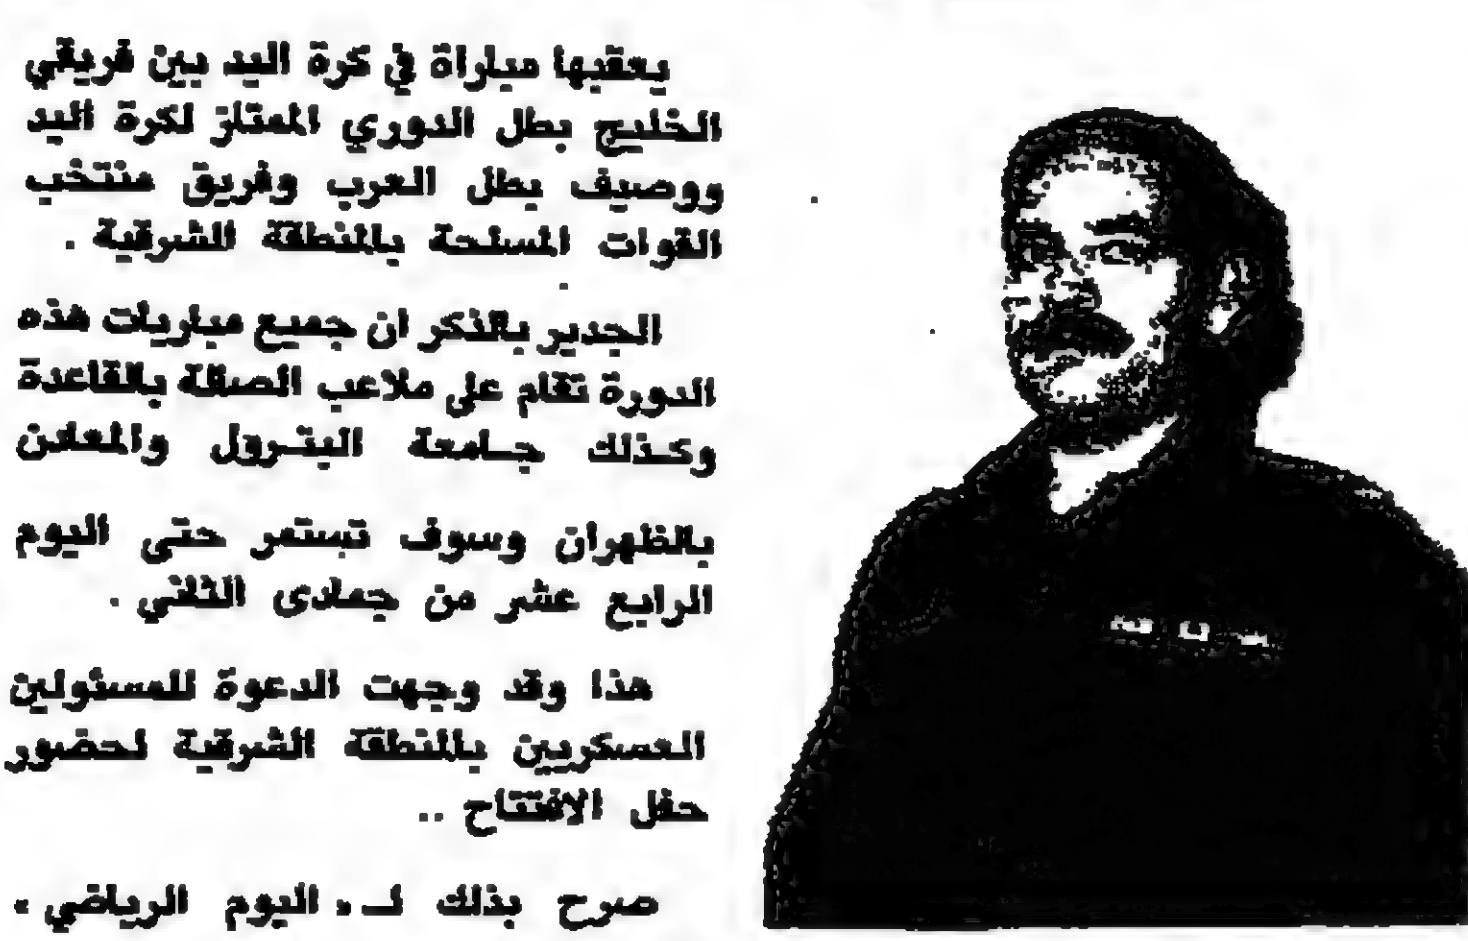 يعقبها مباراة في كرة اليد بين فريقي
الخليج بطل الدوري الممتاز لكرة اليد
ووصيف بطل العرب وفريق منتخب
القوات المسلحة بالمنطقة الشرقية .
الجدير بالذكر ان جميع مباريات هذه
الدورة تقام على ملاعب الصالة بالقاعدة
وكـذلك جـامعة البتـرول والمعادن
بالظهران وسوف تستمر حتى اليوم
الرابع عشر من جمادى الثاني .
هذا وقد وجهت الدعوة للمسئولين
العسكريين بالمنطقة الشرقية لحضور
حفل الافتتاح ..
صرح بذلك لـ « اليوم الرياضي »